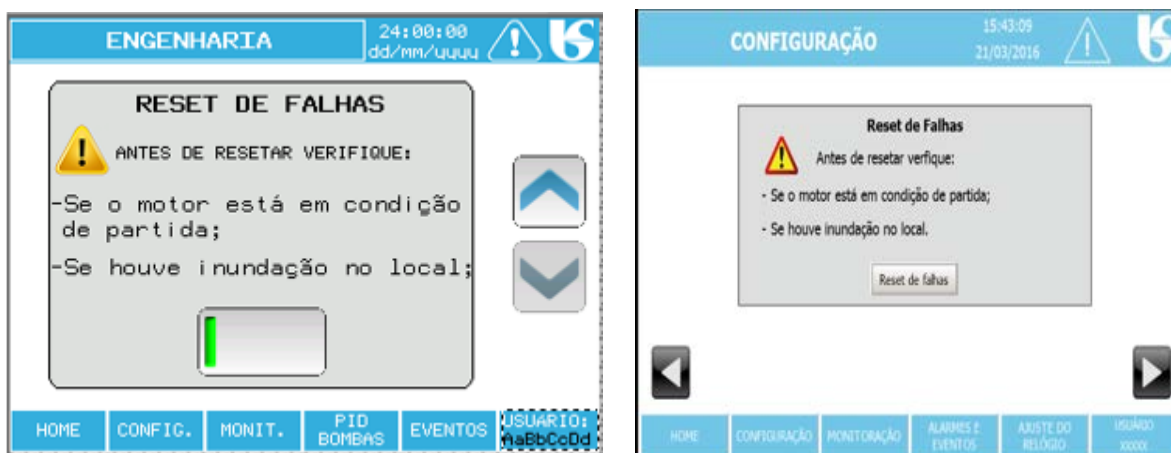 ENGENHARIA
24:00:00
dd/mm/yyyy
RESET DE FALHAS
ANTES DE RESETAR VERIFIQUE:
-Se o motor está em condição
de partida;
-Se houve inundação no local;
HOME
CONFIG.
MONIT.
PID
BOMBAS
EVENTOS
USUARIO:
AaBbCcDd
CONFIGURAÇÃO
15:43:09
21/03/2016
Reset de Falhas
Antes de resetar verfique:
- Se o motor está em condição de partida;
- Se houve inundação no local.
Reset de falhas
HOME
CONFIGURAÇÃO
MONITORAÇÃO
ALARMES E
EVENTOS
AJUSTE DO
RELÓGIO
USUÁRIO
xxxxx